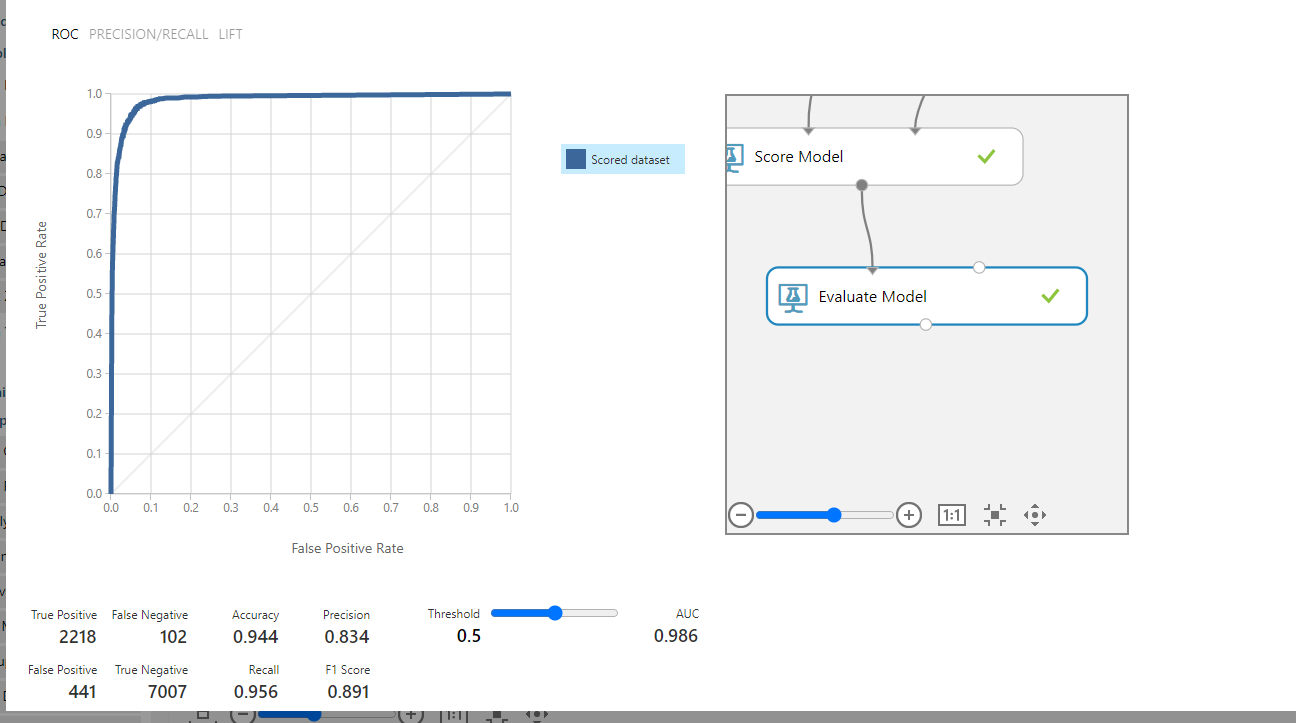 ROC PRECISION/RECALL LIFT
1.0
0.9
0.8
0.7
0.6
0.5
0.4
0.3
0.2
0.1
0.0
True Positive Rate
0.0 0.1 0.2 0.3 0.4 0.5 0.6 0.7 0.8 0.9 1.0
False Positive Rate
Scored dataset
Score Model
Evaluate Model
1:1
True Positive False Negative Accuracy Precision Threshold AUC
2218 102 0.944 0.834 0.5 0.986
False Positive True Negative Recall F1 Score
441 7007 0.956 0.891